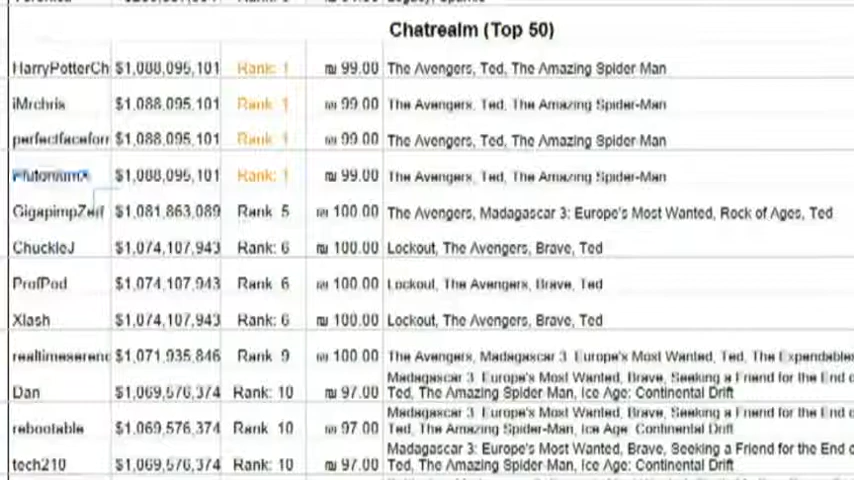 Chatrealm (Top 50)
HarryPotterCh $1,088,095,101 Rank: 1 ₪ 99.00 The Avengers, Ted, The Amazing Spider Man
iMrchris $1,088,095,101 Rank: 1 ₪ 99.00 The Avengers, Ted, The Amazing Spider-Man
perfectfaceforr $1,088,095,101 Rank: 1 ₪ 99.00 The Avengers, Ted, The Amazing Spider Man
PlutoniumX $1,088,095,101 Rank: 1 ₪ 99.00 The Avengers, Ted, The Amazing Spider-Man
$1,081,863,089 Rank 5 ₪ 100.00 The Avengers, Madagascar 3: Europe's Most Wanted, Rock of Ages, Ted
ChuckleJ $1,074,107,943 Rank: 6 ₪ 100.00 Lockout, The Avengers, Brave, Ted
ProfPod $1,074,107,943 Rank 6 ₪ 100.00 Lockout, The Avengers, Brave, Ted
Xlash $1,074,107,943 Rank: 6 ₪ 100.00 Lockout, The Avengers, Brave, Ted
realtimeserenc $1,071,935,846 Rank 9 ₪ 100.00 The Avengers, Madagascar 3 Europe's Most Wanted, Ted, The Expendables
Madagascar 3 Europe's Most Wanted, Brave, Seeking a Friend for the End o
Dan $1,069,576,374 Rank: 10 ₪ 97.00 Ted, The Amazing Spider Man, Ice Age: Continental Drift
Madagascar 3 Europe's Most Wanted, Brave, Seeking a Friend for the End o
rebootable $1,069,576,374 Rank 10 ₪ 97.00 Ted, The Amazing Spider-Man, Ice Age Continental Drift
Madagascar 3: Europe's Most Wanted, Brave, Seeking a Friend for the End o
tech210 $1,069,576,374 Rank: 10 ₪ 97.00 Ted, The Amazing Spider Man, Ice Age: Continental Drift